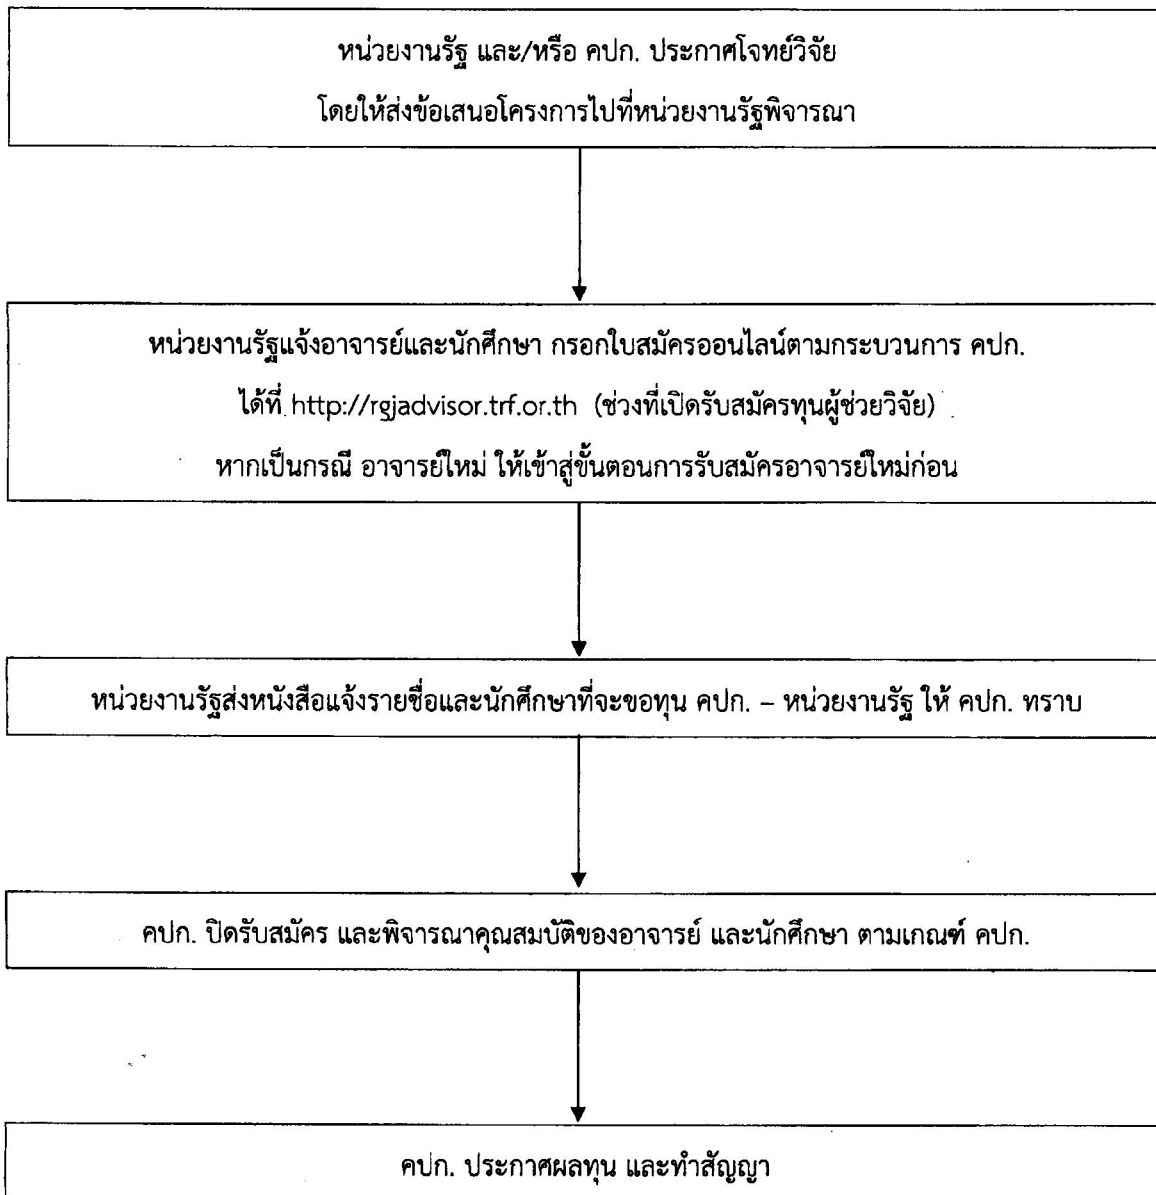 หน่วยงานรัฐ และ/หรือ คปก. ประกาศโจทย์วิจัย
โดยให้ส่งข้อเสนอโครงการไปที่หน่วยงานรัฐพิจารณา
หน่วยงานรัฐแจ้งอาจารย์และนักศึกษา กรอกใบสมัครออนไลน์ตามกระบวนการ คปก.
ได้ที่ http://rgjadvisor.trf.or.th (ช่วงที่เปิดรับสมัครทุนผู้ช่วยวิจัย)
หากเป็นกรณี อาจารย์ใหม่ ให้เข้าสู่ขั้นตอนการรับสมัครอาจารย์ใหม่ก่อน
หน่วยงานรัฐส่งหนังสือแจ้งรายชื่อและนักศึกษาที่จะขอทุน คปก. – หน่วยงานรัฐ ให้ คปก. ทราบ
คปก. ปิดรับสมัคร และพิจารณาคุณสมบัติของอาจารย์ และนักศึกษา ตามเกณฑ์ คปก.
คปก. ประกาศผลทุน และทำสัญญา